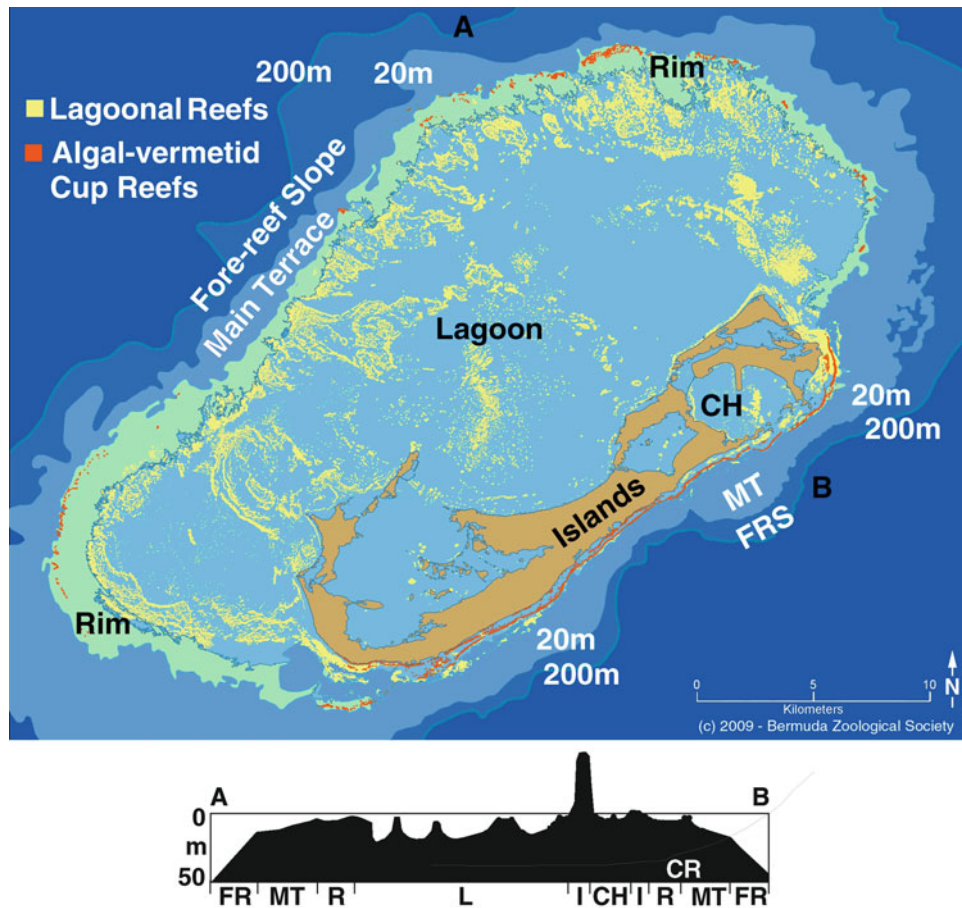 A
200m 20m
Rim
Lagoonal Reefs
Algal-vermetid
Cup Reefs
Fore-reef Slope
Main Terrace
Lagoon
CH
20m
200m
Islands
MT
B
FRS
Rim
20m
200m
0 5 10
Kilometers
N
(c) 2009 - Bermuda Zoological Society
A B
0
m
50
CR
FR MT R L I CH I R MT FR